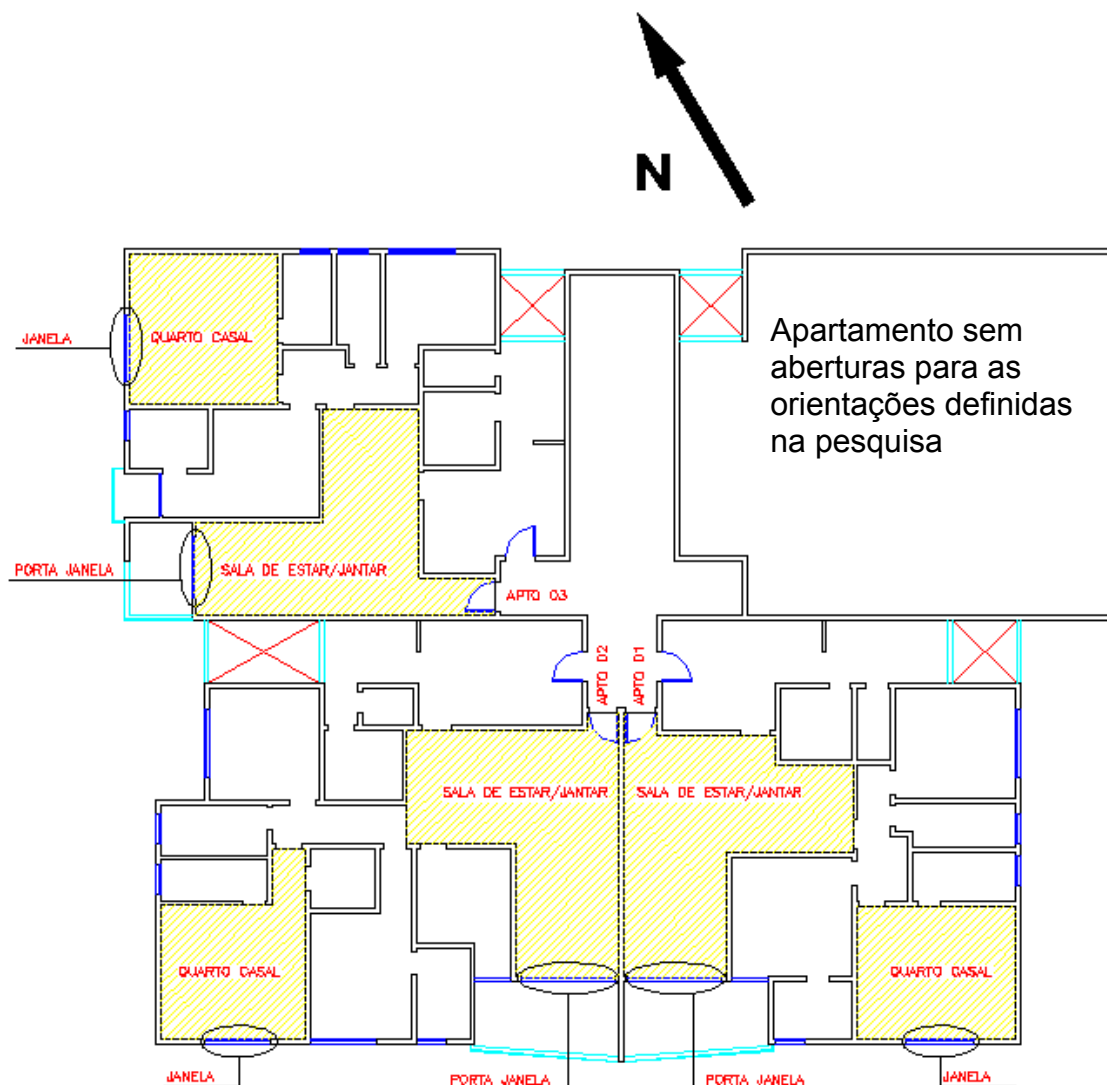 N
Apartamento sem
aberturas para as
orientações definidas
na pesquisa
JANELA
QUARTO CASAL
PORTA JANELA
SALA DE ESTAR/JANTAR
APTO 03
APTO 02
APTO 01
SALA DE ESTAR/JANTAR
SALA DE ESTAR/JANTAR
QUARTO CASAL
QUARTO CASAL
JANELA
PORTA JANELA
PORTA JANELA
JANELA